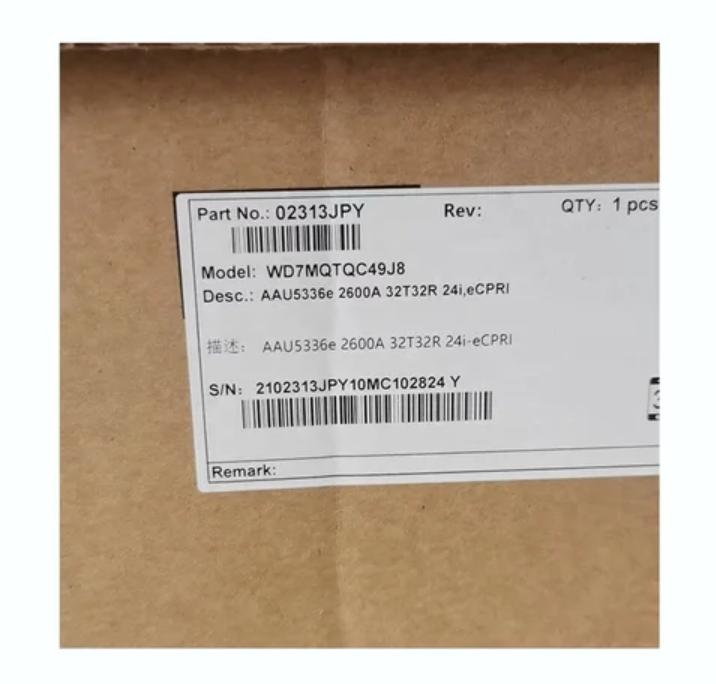 Part No.: 02313JPY Rev: QTY: 1 pcs
Model: WD7MQTQC49J8
Desc.: AAU5336e 2600A 32T32R 24i,eCPRI
描述: AAU5336e 2600A 32T32R 24i-eCPRI
S/N: 2102313JPY10MC102824 Y
Remark: